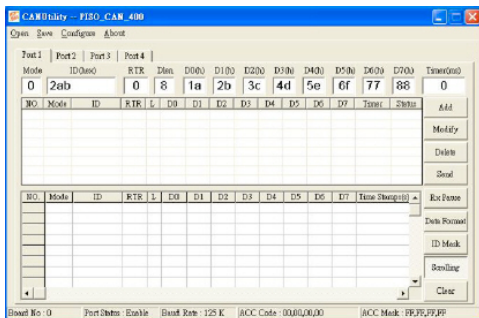 CANUtility -- PISO_CAN_400
Open Save Configure About
Port 1 Port 2 Port 3 Port 4
Mode ID(hex) RTR Dlen D0(h) D1(h) D2(h) D3(h) D4(h) D5(h) D6(h) D7(h) Timer(ms)
0 2ab 0 8 1a 2b 3c 4d 5e 6f 77 88 0
NO. Mode ID RTR L D0 D1 D2 D3 D4 D5 D6 D7 Timer Status
Add
Modify
Delete
Send
NO. Mode ID RTR L D0 D1 D2 D3 D4 D5 D6 D7 Time Stamps(s)
Rx Pause
Data Format
ID Mask
Scrolling
Clear
Board No : 0 Port Status : Enable Baud Rate : 125 K ACC Code : 00,00,00,00 ACC Mask : FF,FF,FF,FF